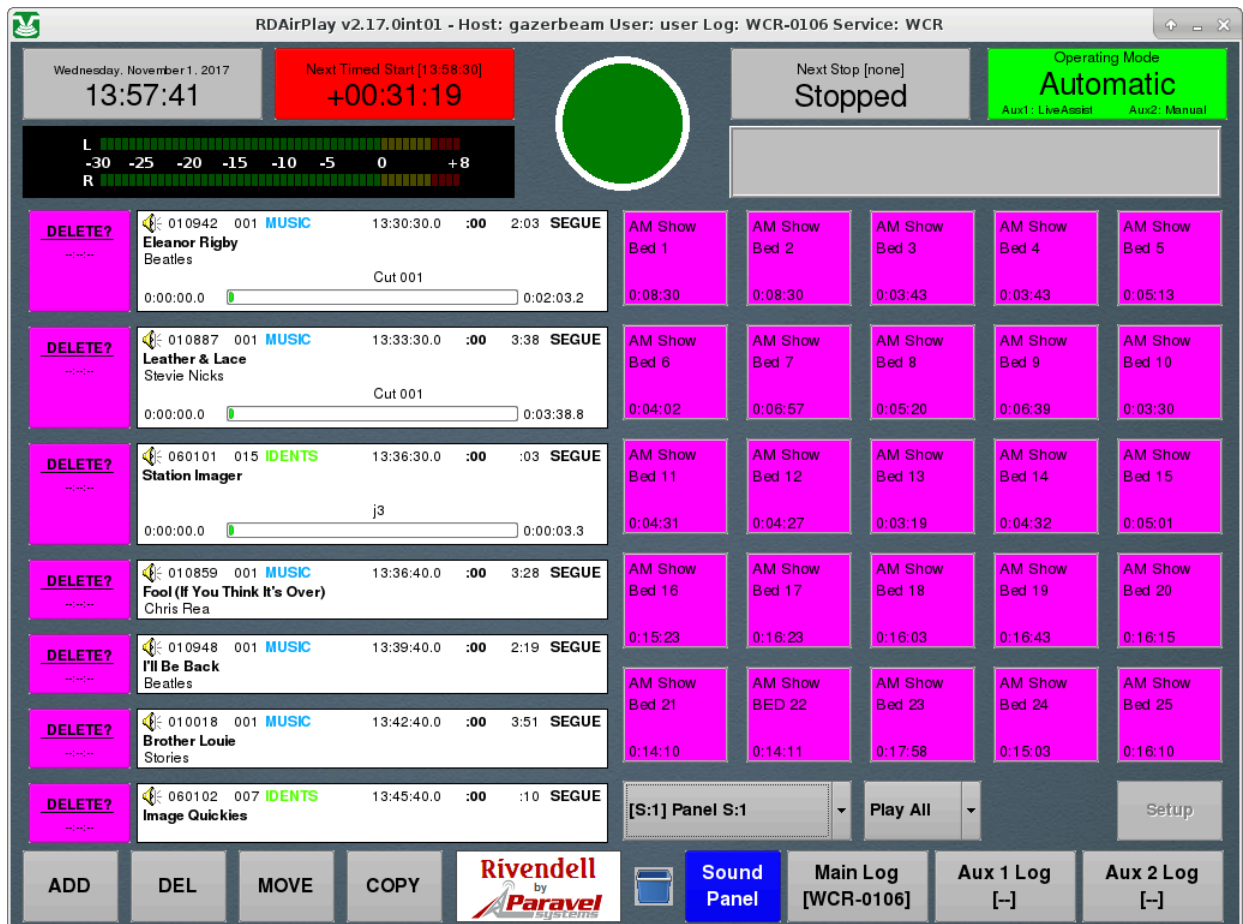 RDAirPlay v2.17.0int01 - Host: gazerbeam User: user Log: WCR-0106 Service: WCR
Wednesday, November 1, 2017
13:57:41
Next Timed Start [13:58:30]
+00:31:19
Next Stop [none]
Stopped
Operating Mode
Automatic
Aux1: LiveAssist Aux2: Manual
L
-30 -25 -20 -15 -10 -5 0 +8
R
DELETE?
--:--:--
010942 001 MUSIC 13:30:30.0 :00 2:03 SEGUE
Eleanor Rigby
Beatles
Cut 001
0:00:00.0 0:02:03.2
DELETE?
--:--:--
010887 001 MUSIC 13:33:30.0 :00 3:38 SEGUE
Leather & Lace
Stevie Nicks
Cut 001
0:00:00.0 0:03:38.8
DELETE?
--:--:--
060101 015 IDENTS 13:36:30.0 :00 :03 SEGUE
Station Imager
j3
0:00:00.0 0:00:03.3
DELETE?
--:--:--
010859 001 MUSIC 13:36:40.0 :00 3:28 SEGUE
Fool (If You Think It's Over)
Chris Rea
DELETE?
--:--:--
010948 001 MUSIC 13:39:40.0 :00 2:19 SEGUE
I'll Be Back
Beatles
DELETE?
--:--:--
010018 001 MUSIC 13:42:40.0 :00 3:51 SEGUE
Brother Louie
Stories
DELETE?
--:--:--
060102 007 IDENTS 13:45:40.0 :00 :10 SEGUE
Image Quickies
AM Show AM Show AM Show AM Show AM Show
Bed 1 Bed 2 Bed 3 Bed 4 Bed 5
0:08:30 0:08:30 0:03:43 0:03:43 0:05:13
AM Show AM Show AM Show AM Show AM Show
Bed 6 Bed 7 Bed 8 Bed 9 Bed 10
0:04:02 0:06:57 0:05:20 0:06:39 0:03:30
AM Show AM Show AM Show AM Show AM Show
Bed 11 Bed 12 Bed 13 Bed 14 Bed 15
0:04:31 0:04:27 0:03:19 0:04:32 0:05:01
AM Show AM Show AM Show AM Show AM Show
Bed 16 Bed 17 Bed 18 Bed 19 Bed 20
0:15:23 0:16:23 0:16:03 0:16:43 0:16:15
AM Show AM Show AM Show AM Show AM Show
Bed 21 BED 22 Bed 23 Bed 24 Bed 25
0:14:10 0:14:11 0:17:58 0:15:03 0:16:10
[S:1] Panel S:1 Play All Setup
ADD DEL MOVE COPY
Rivendell
by
Paravel
systems
Sound
Panel
Main Log
[WCR-0106]
Aux 1 Log
[--]
Aux 2 Log
[--]